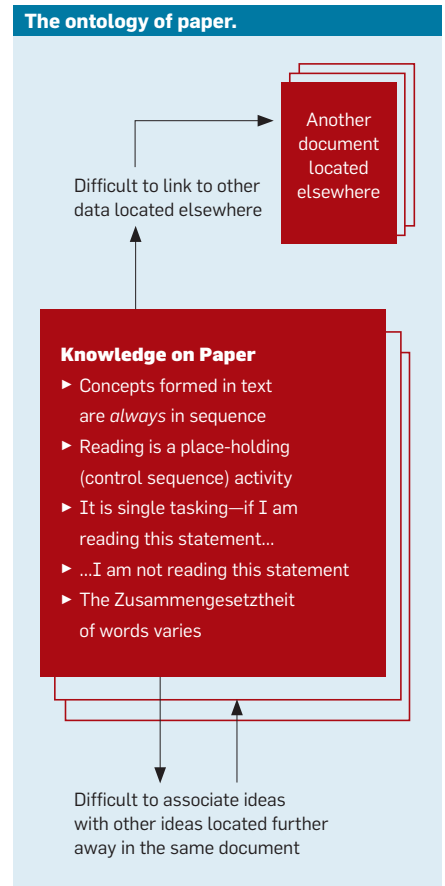 The ontology of paper.
Another
document
located
elsewhere
Difficult to link to other
data located elsewhere
Knowledge on Paper
► Concepts formed in text
are always in sequence
► Reading is a place-holding
(control sequence) activity
► It is single tasking—if I am
reading this statement...
► ...I am not reading this statement
► The Zusammengesetztheit
of words varies
Difficult to associate ideas
with other ideas located further
away in the same document